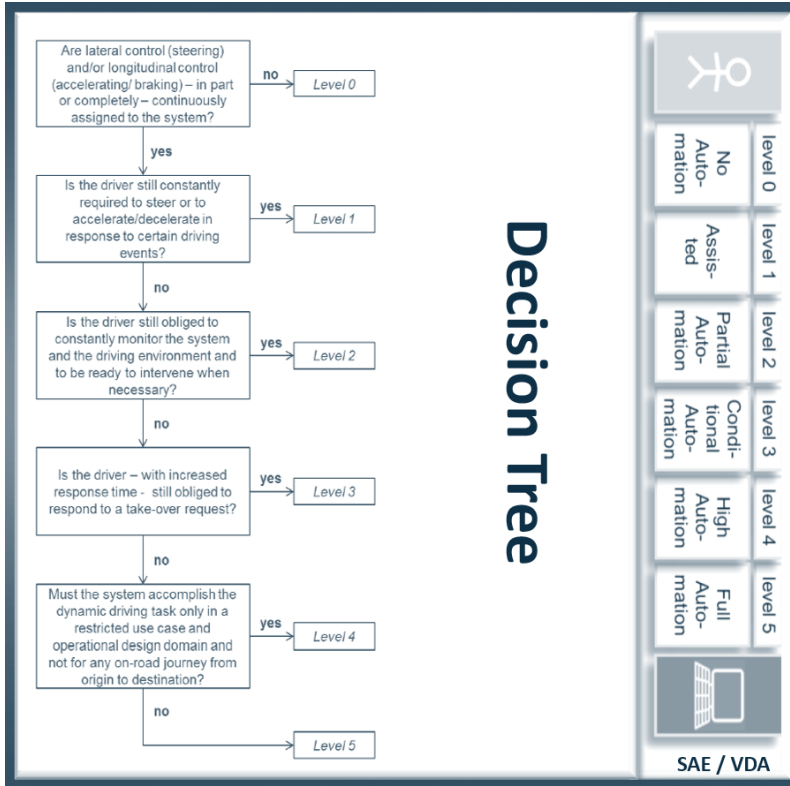 Are lateral control (steering)
and/or longitudinal control
(accelerating/ braking) – in part
or completely – continuously
assigned to the system?
no
Level 0
yes
Is the driver still constantly
required to steer or to
accelerate/decelerate in
response to certain driving
events?
yes
Level 1
no
Is the driver still obliged to
constantly monitor the system
and the driving environment and
to be ready to intervene when
necessary?
yes
Level 2
no
Is the driver – with increased
response time - still obliged to
respond to a take-over request?
yes
Level 3
no
Must the system accomplish the
dynamic driving task only in a
restricted use case and
operational design domain and
not for any on-road journey from
origin to destination?
yes
Level 4
no
Level 5
Decision Tree
level 0
No
Auto-
mation
level 1
Assis-
ted
level 2
Partial
Auto-
mation
level 3
Condi-
tional
Auto-
mation
level 4
High
Auto-
mation
level 5
Full
Auto-
mation
SAE / VDA